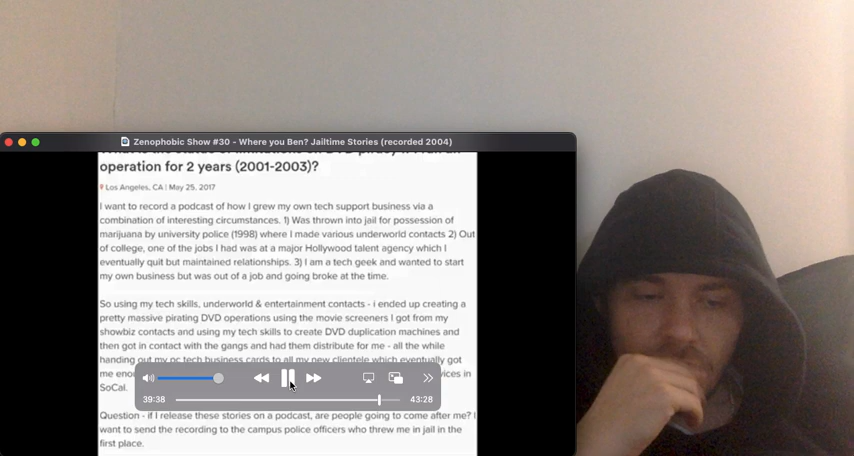 Zenophobic Show #30 - Where you Ben? Jailtime Stories (recorded 2004)
operation for 2 years (2001-2003)?
Los Angeles, CA | May 25, 2017
I want to record a podcast of how I grew my own tech support business via a
combination of interesting circumstances. 1) Was thrown into jail for possession of
marijuana by university police (1998) where I made various underworld contacts 2) Out
of college, one of the jobs I had was at a major Hollywood talent agency which I
eventually quit but maintained relationships. 3) I am a tech geek and wanted to start
my own business but was out of a job and going broke at the time.
So using my tech skills, underworld & entertainment contacts - i ended up creating a
pretty massive pirating DVD operations using the movie screeners I got from my
showbiz contacts and using my tech skills to create DVD duplication machines and
then got in contact with the gangs and had them distribute for me - all the while
handing out my pc tech business cards to all my new clientele which eventually got
me
vices in
SoCal.
39:38
43:28
Question - if I release these stories on a podcast, are people going to come after me? I
want to send the recording to the campus police officers who threw me in jail in the
first place.